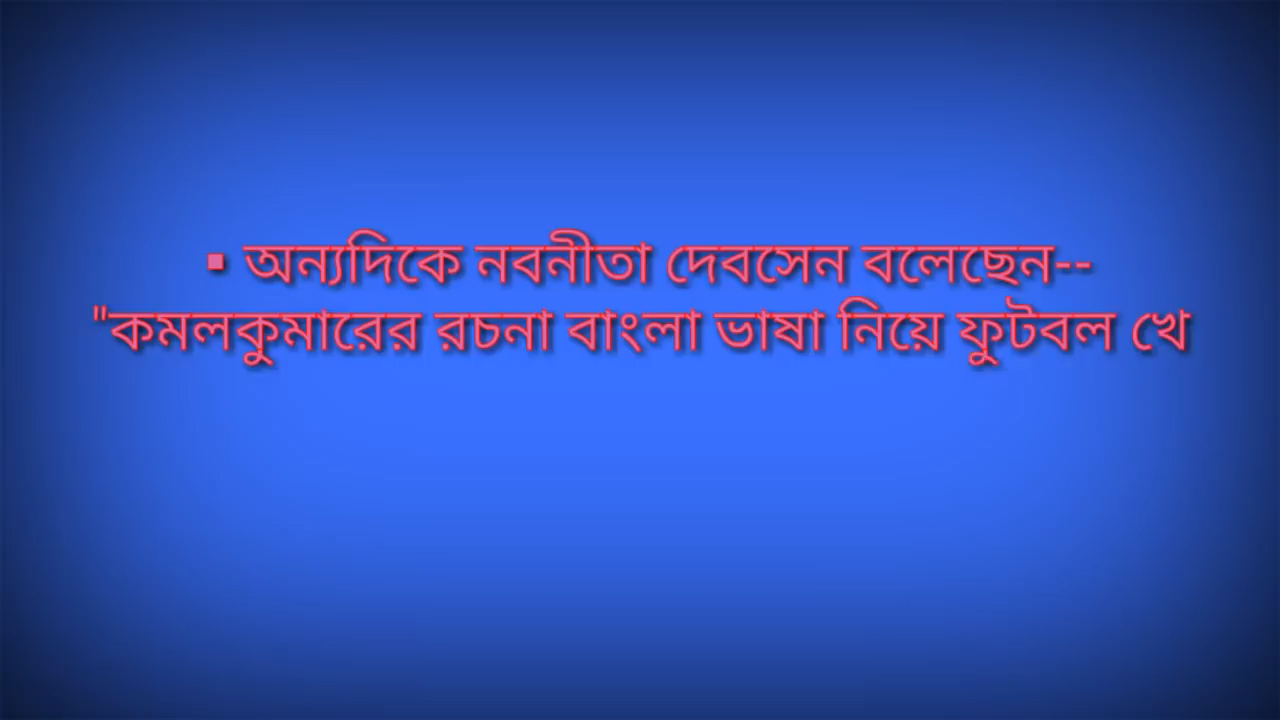 ▪ অন্যদিকে নবনীতা দেবসেন বলেছেন--
"কমলকুমারের রচনা বাংলা ভাষা নিয়ে ফুটবল খে